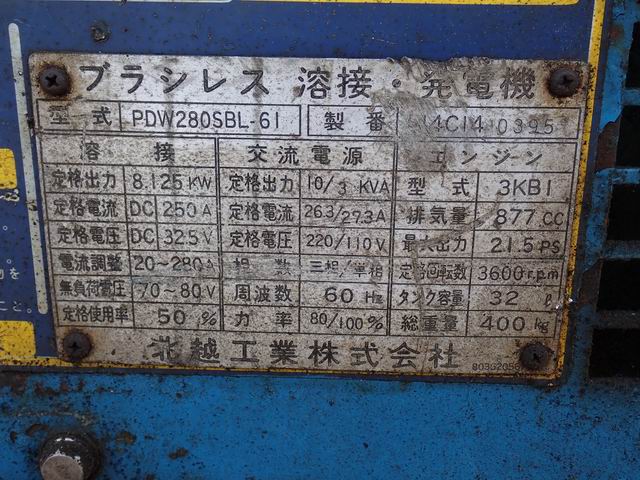 ブラシレス 溶接・発電機
型式 PDW280SBL-61 製番 4C14 0395
溶接 交流電源 エンジン
定格出力 8.125 KW 定格出力 10/3 KVA 型式 3KB1
定格電流 DC 250 A 定格電流 26.3/27.3 A 排気量 877 CC
定格電圧 DC 32.5 V 定格電圧 220/110 V 最大出力 21.5 PS
電流調整 20~280 A 相数 三相/単相 定格回転数 3600 r.p.m
無負荷電圧 70~80 V 周波数 60 Hz タンク容量 32 ℓ
定格使用率 50 % 力率 80/100 % 総重量 400 kg
北越工業株式会社